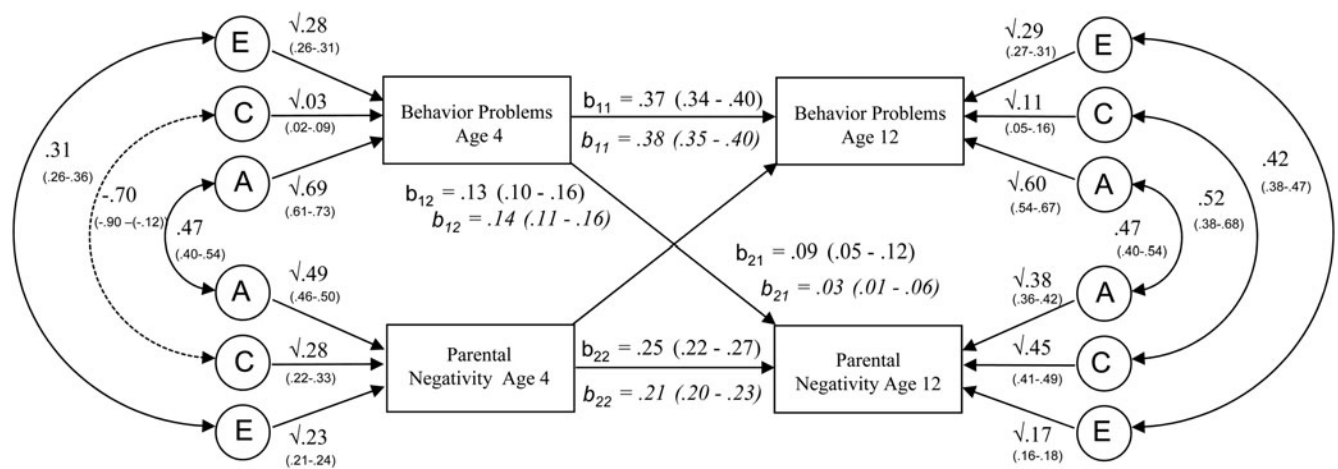 E
√.28
(.26-.31)
C
√.03
(.02-.09)
A
√.69
(.61-.73)
.31
(.26-.36)
-.70
(-.90 –(-.12))
.47
(.40-.54)
A
√.49
(.46-.50)
C
√.28
(.22-.33)
E
√.23
(.21-.24)
Behavior Problems
Age 4
Parental
Negativity Age 4
b11 = .37 (.34 - .40)
b11 = .38 (.35 - .40)
b12 = .13 (.10 - .16)
b12 = .14 (.11 - .16)
b21 = .09 (.05 - .12)
b21 = .03 (.01 - .06)
b22 = .25 (.22 - .27)
b22 = .21 (.20 - .23)
Behavior Problems
Age 12
Parental
Negativity Age 12
√.29
(.27-.31)
E
√.11
(.05-.16)
C
√.60
(.54-.67)
A
.47
(.40-.54)
.52
(.38-.68)
.42
(.38-.47)
√.38
(.36-.42)
A
√.45
(.41-.49)
C
√.17
(.16-.18)
E